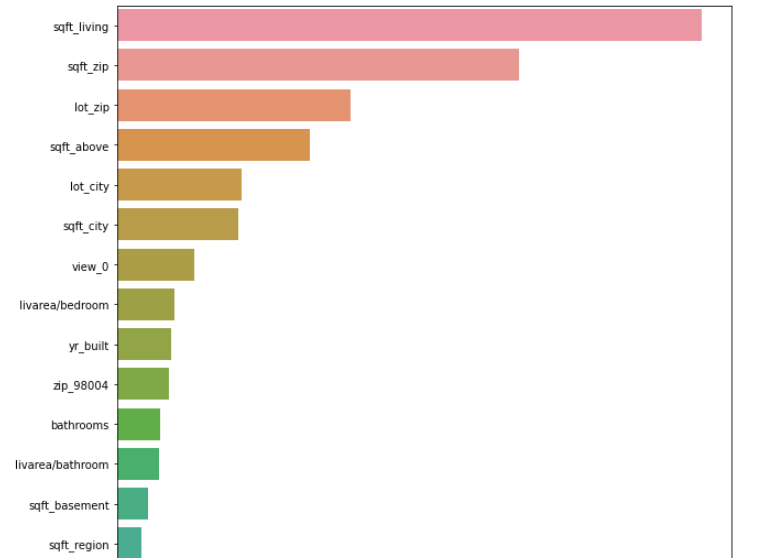 sqft_living
sqft_zip
lot_zip
sqft_above
lot_city
sqft_city
view_0
livarea/bedroom
yr_built
zip_98004
bathrooms
livarea/bathroom
sqft_basement
sqft_region